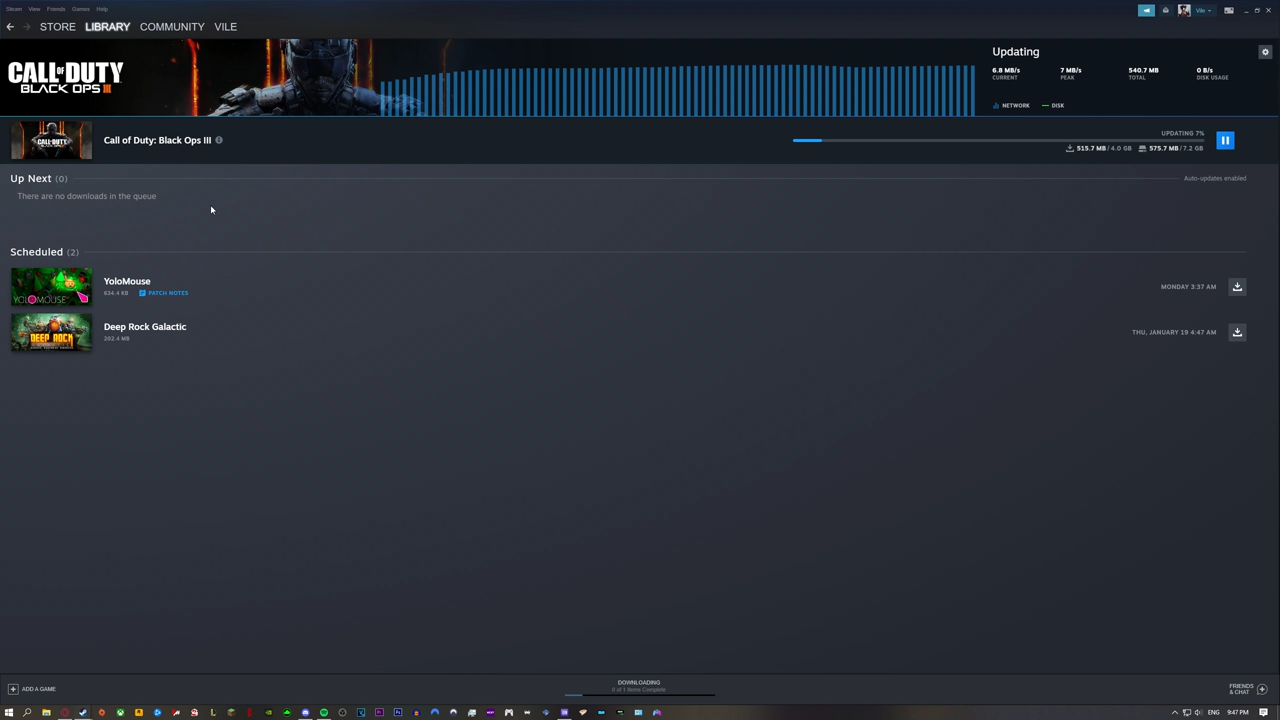 Steam View Friends Games Help
Vile
STORE LIBRARY COMMUNITY VILE
CALL OF DUTY
BLACK OPS III
Updating
6.8 MB/s 7 MB/s 540.7 MB 0 B/s
CURRENT PEAK TOTAL DISK USAGE
NETWORK DISK
Call of Duty: Black Ops III
UPDATING 7%
515.7 MB / 4.0 GB 575.7 MB / 7.2 GB
Up Next (0)
Auto-updates enabled
There are no downloads in the queue
Scheduled (2)
YOLOMOUSE
YoloMouse
634.4 KB PATCH NOTES
MONDAY 3:37 AM
DEEP ROCK
Deep Rock Galactic
202.4 MB
THU, JANUARY 19 4:47 AM
ADD A GAME
DOWNLOADING
0 of 1 Items Complete
FRIENDS
& CHAT
ENG 9:47 PM